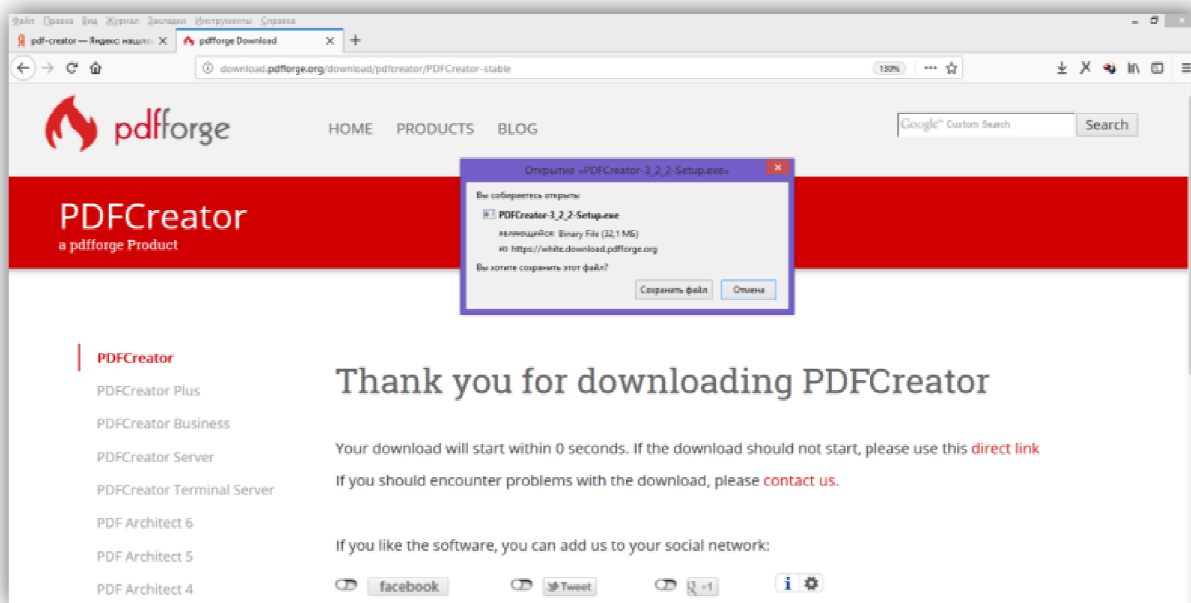 Файл Правка Вид Журнал Закладки Инструменты Справка
pdf-creator — Яндекс: нашлос
pdfforge Download
download.pdfforge.org/download/pdfcreator/PDFCreator-stable
130%
pdfforge
HOME PRODUCTS BLOG
Google™ Custom Search
Search
Открытие «PDFCreator-3_2_2-Setup.exe»
Вы собираетесь открыть:
PDFCreator-3_2_2-Setup.exe
являющийся: Binary File (32,1 МБ)
из https://white.download.pdfforge.org
Вы хотите сохранить этот файл?
Сохранить файл
Отмена
PDFCreator
a pdfforge Product
PDFCreator
PDFCreator Plus
PDFCreator Business
PDFCreator Server
PDFCreator Terminal Server
PDF Architect 6
PDF Architect 5
PDF Architect 4
Thank you for downloading PDFCreator
Your download will start within 0 seconds. If the download should not start, please use this direct link
If you should encounter problems with the download, please contact us.
If you like the software, you can add us to your social network:
facebook
Tweet
+1